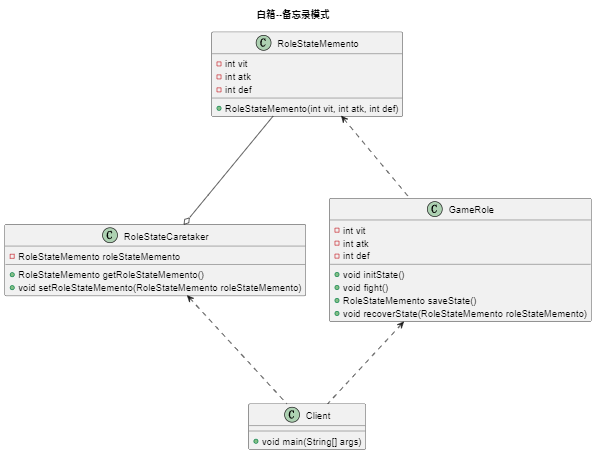 白箱--备忘录模式
C RoleStateMemento
int vit
int atk
int def
RoleStateMemento(int vit, int atk, int def)
C RoleStateCaretaker
RoleStateMemento roleStateMemento
RoleStateMemento getRoleStateMemento()
void setRoleStateMemento(RoleStateMemento roleStateMemento)
C GameRole
int vit
int atk
int def
void initState()
void fight()
RoleStateMemento saveState()
void recoverState(RoleStateMemento roleStateMemento)
C Client
void main(String[] args)